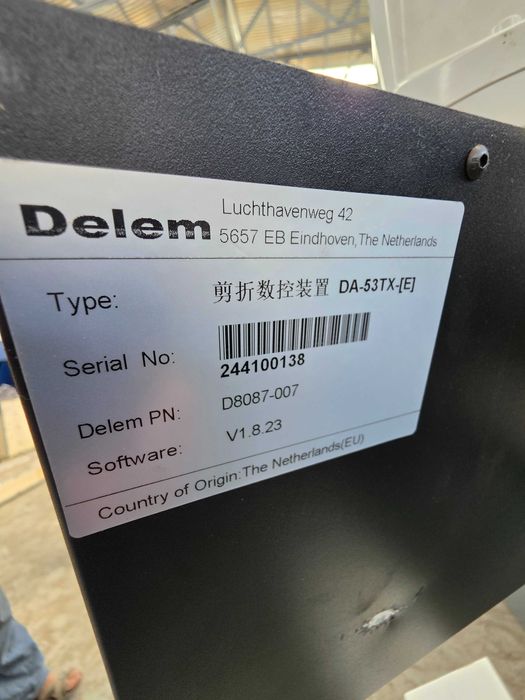 Delem
Luchthavenweg 42
5657 EB Eindhoven,The Netherlands
Type: 剪折数控装置 DA-53TX-[E]
Serial No: 244100138
Delem PN: D8087-007
Software: V1.8.23
Country of Origin:The Netherlands(EU)